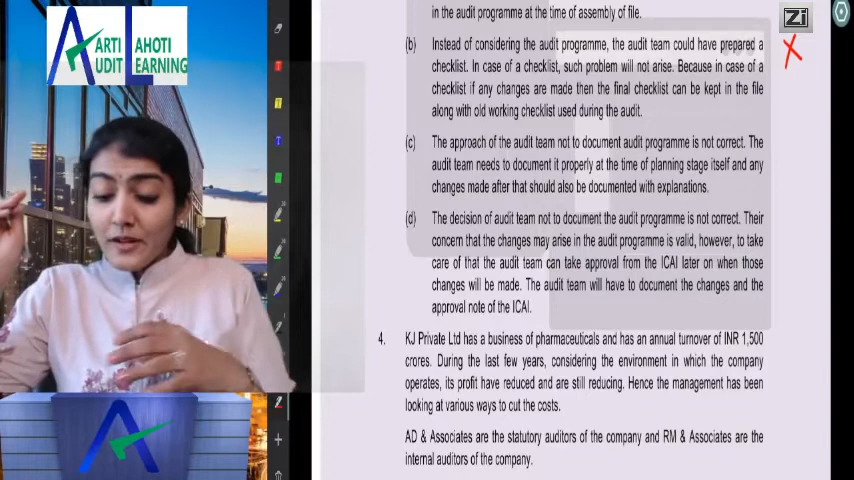 ARTI LAHOTI
AUDIT LEARNING
Zi
in the audit programme at the time of assembly of file.
(b) Instead of considering the audit programme, the audit team could have prepared a
checklist. In case of a checklist, such problem will not arise. Because in case of a
checklist if any changes are made then the final checklist can be kept in the file
along with old working checklist used during the audit.
(c) The approach of the audit team not to document audit programme is not correct. The
audit team needs to document it properly at the time of planning stage itself and any
changes made after that should also be documented with explanations.
(d) The decision of audit team not to document the audit programme is not correct. Their
concern that the changes may arise in the audit programme is valid, however, to take
care of that the audit team can take approval from the ICAI later on when those
changes will be made. The audit team will have to document the changes and the
approval note of the ICAI.
4. KJ Private Ltd has a business of pharmaceuticals and has an annual turnover of INR 1,500
crores. During the last few years, considering the environment in which the company
operates, its profit have reduced and are still reducing. Hence the management has been
looking at various ways to cut the costs.
AD & Associates are the statutory auditors of the company and RM & Associates are the
internal auditors of the company.